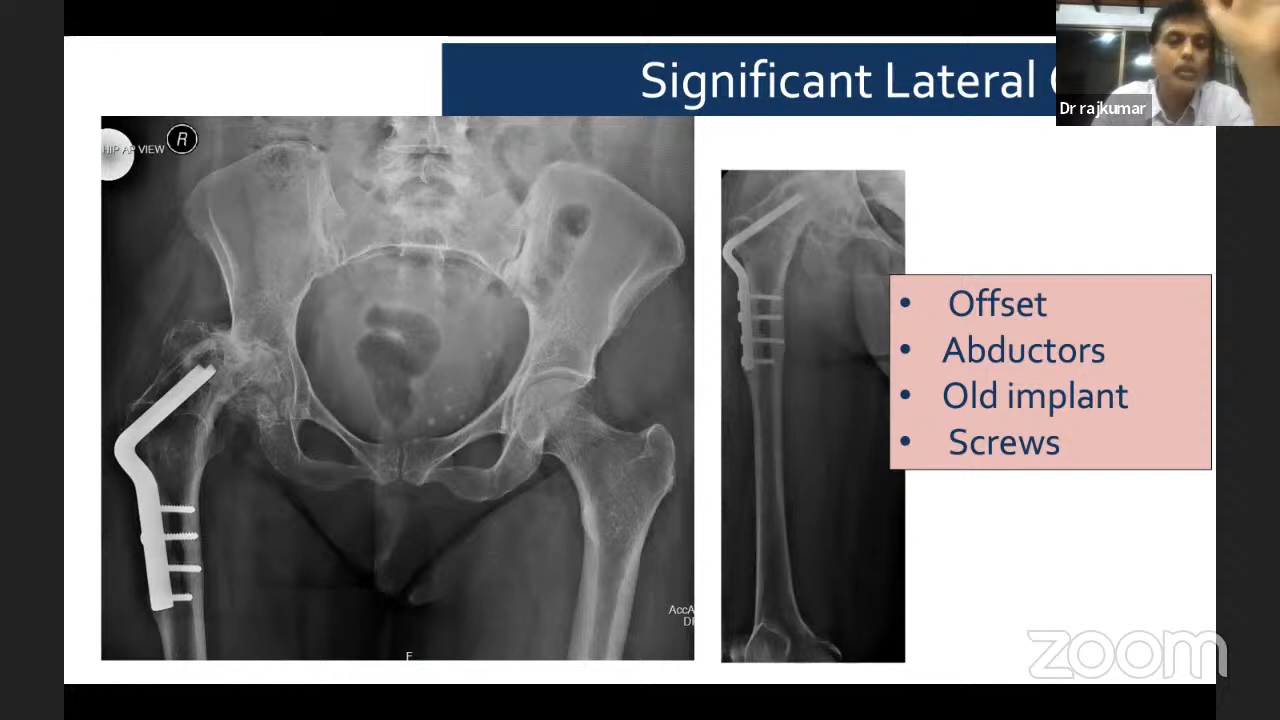 Significant Lateral
Dr rajkumar
HIP AP VIEW
R
• Offset
• Abductors
• Old implant
• Screws
F
zoom